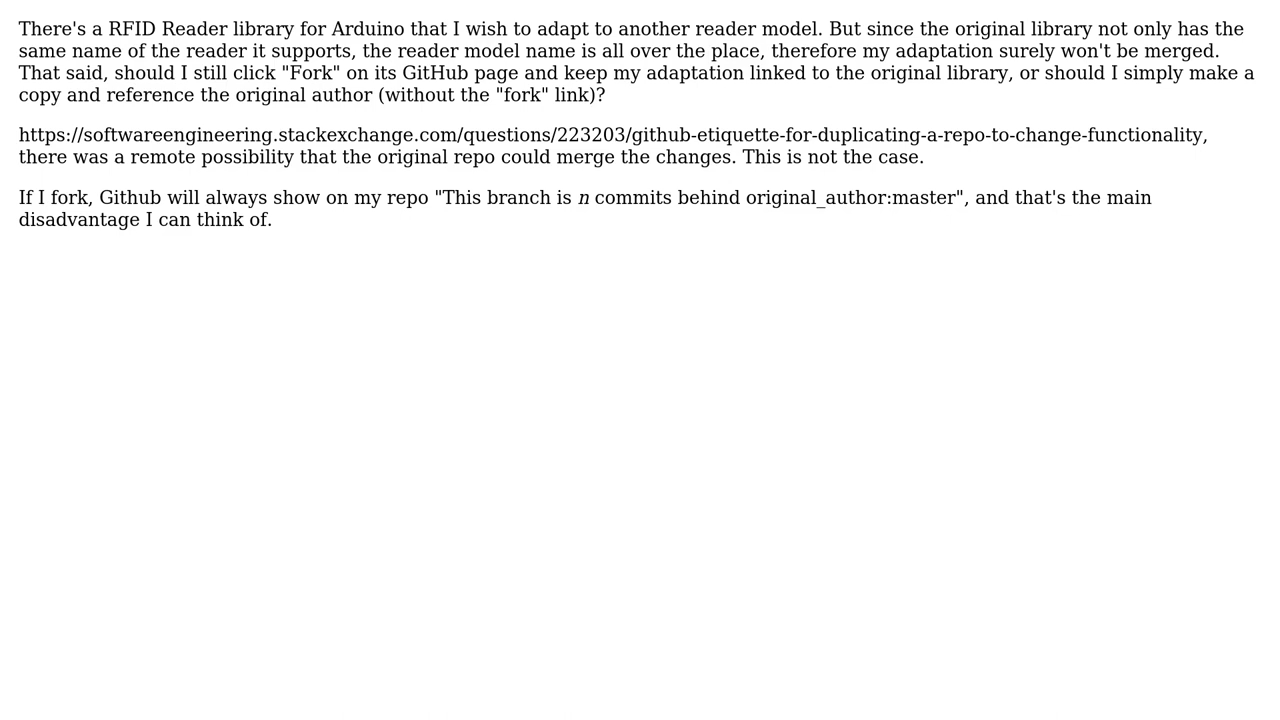 There's a RFID Reader library for Arduino that I wish to adapt to another reader model. But since the original library not only has the
same name of the reader it supports, the reader model name is all over the place, therefore my adaptation surely won't be merged.
That said, should I still click "Fork" on its GitHub page and keep my adaptation linked to the original library, or should I simply make a
copy and reference the original author (without the "fork" link)?
https://softwareengineering.stackexchange.com/questions/223203/github-etiquette-for-duplicating-a-repo-to-change-functionality,
there was a remote possibility that the original repo could merge the changes. This is not the case.
If I fork, Github will always show on my repo "This branch is n commits behind original_author:master", and that's the main
disadvantage I can think of.